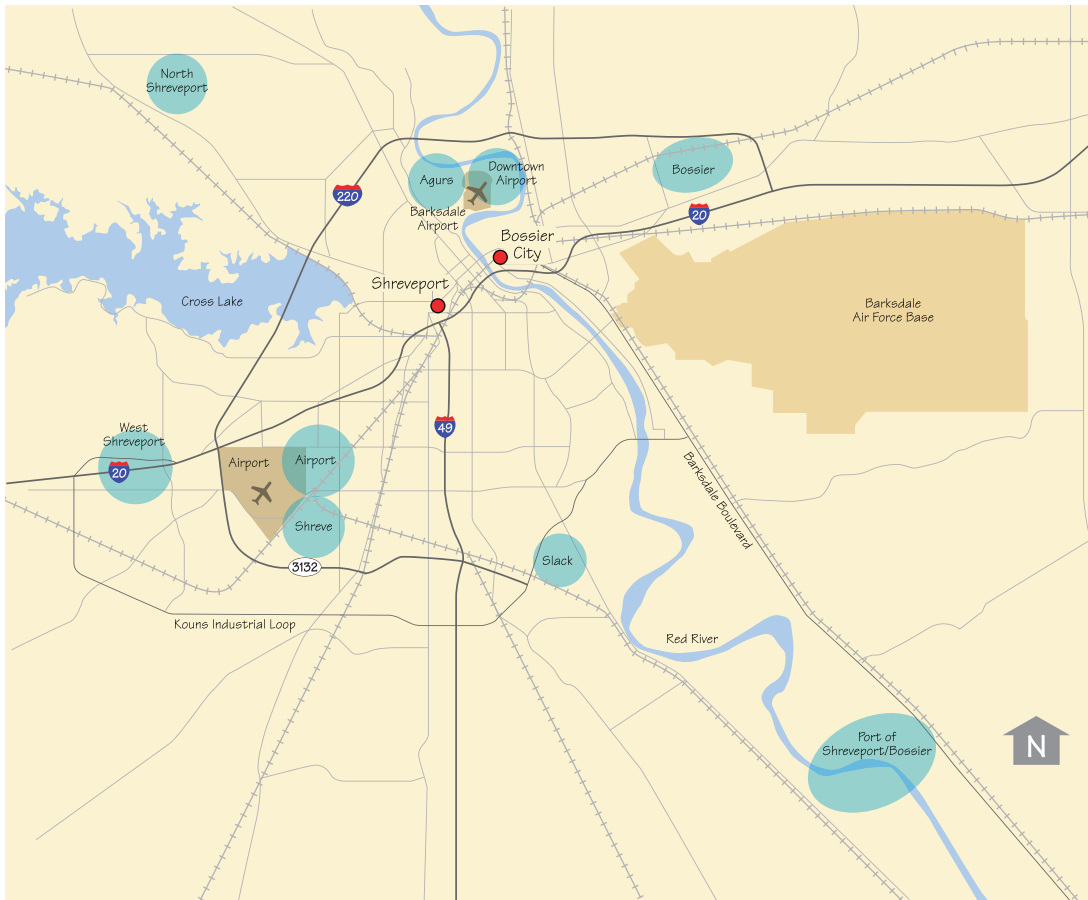 North
Shreveport
Agurs
Downtown
Airport
Bossier
220
Barksdale
Airport
20
Bossier
City
Shreveport
Cross Lake
Barksdale
Air Force Base
49
West
Shreveport
20
Airport
Airport
Barksdale Boulevard
Shreve
Slack
3132
Kouns Industrial Loop
Red River
Port of
Shreveport/Bossier
N